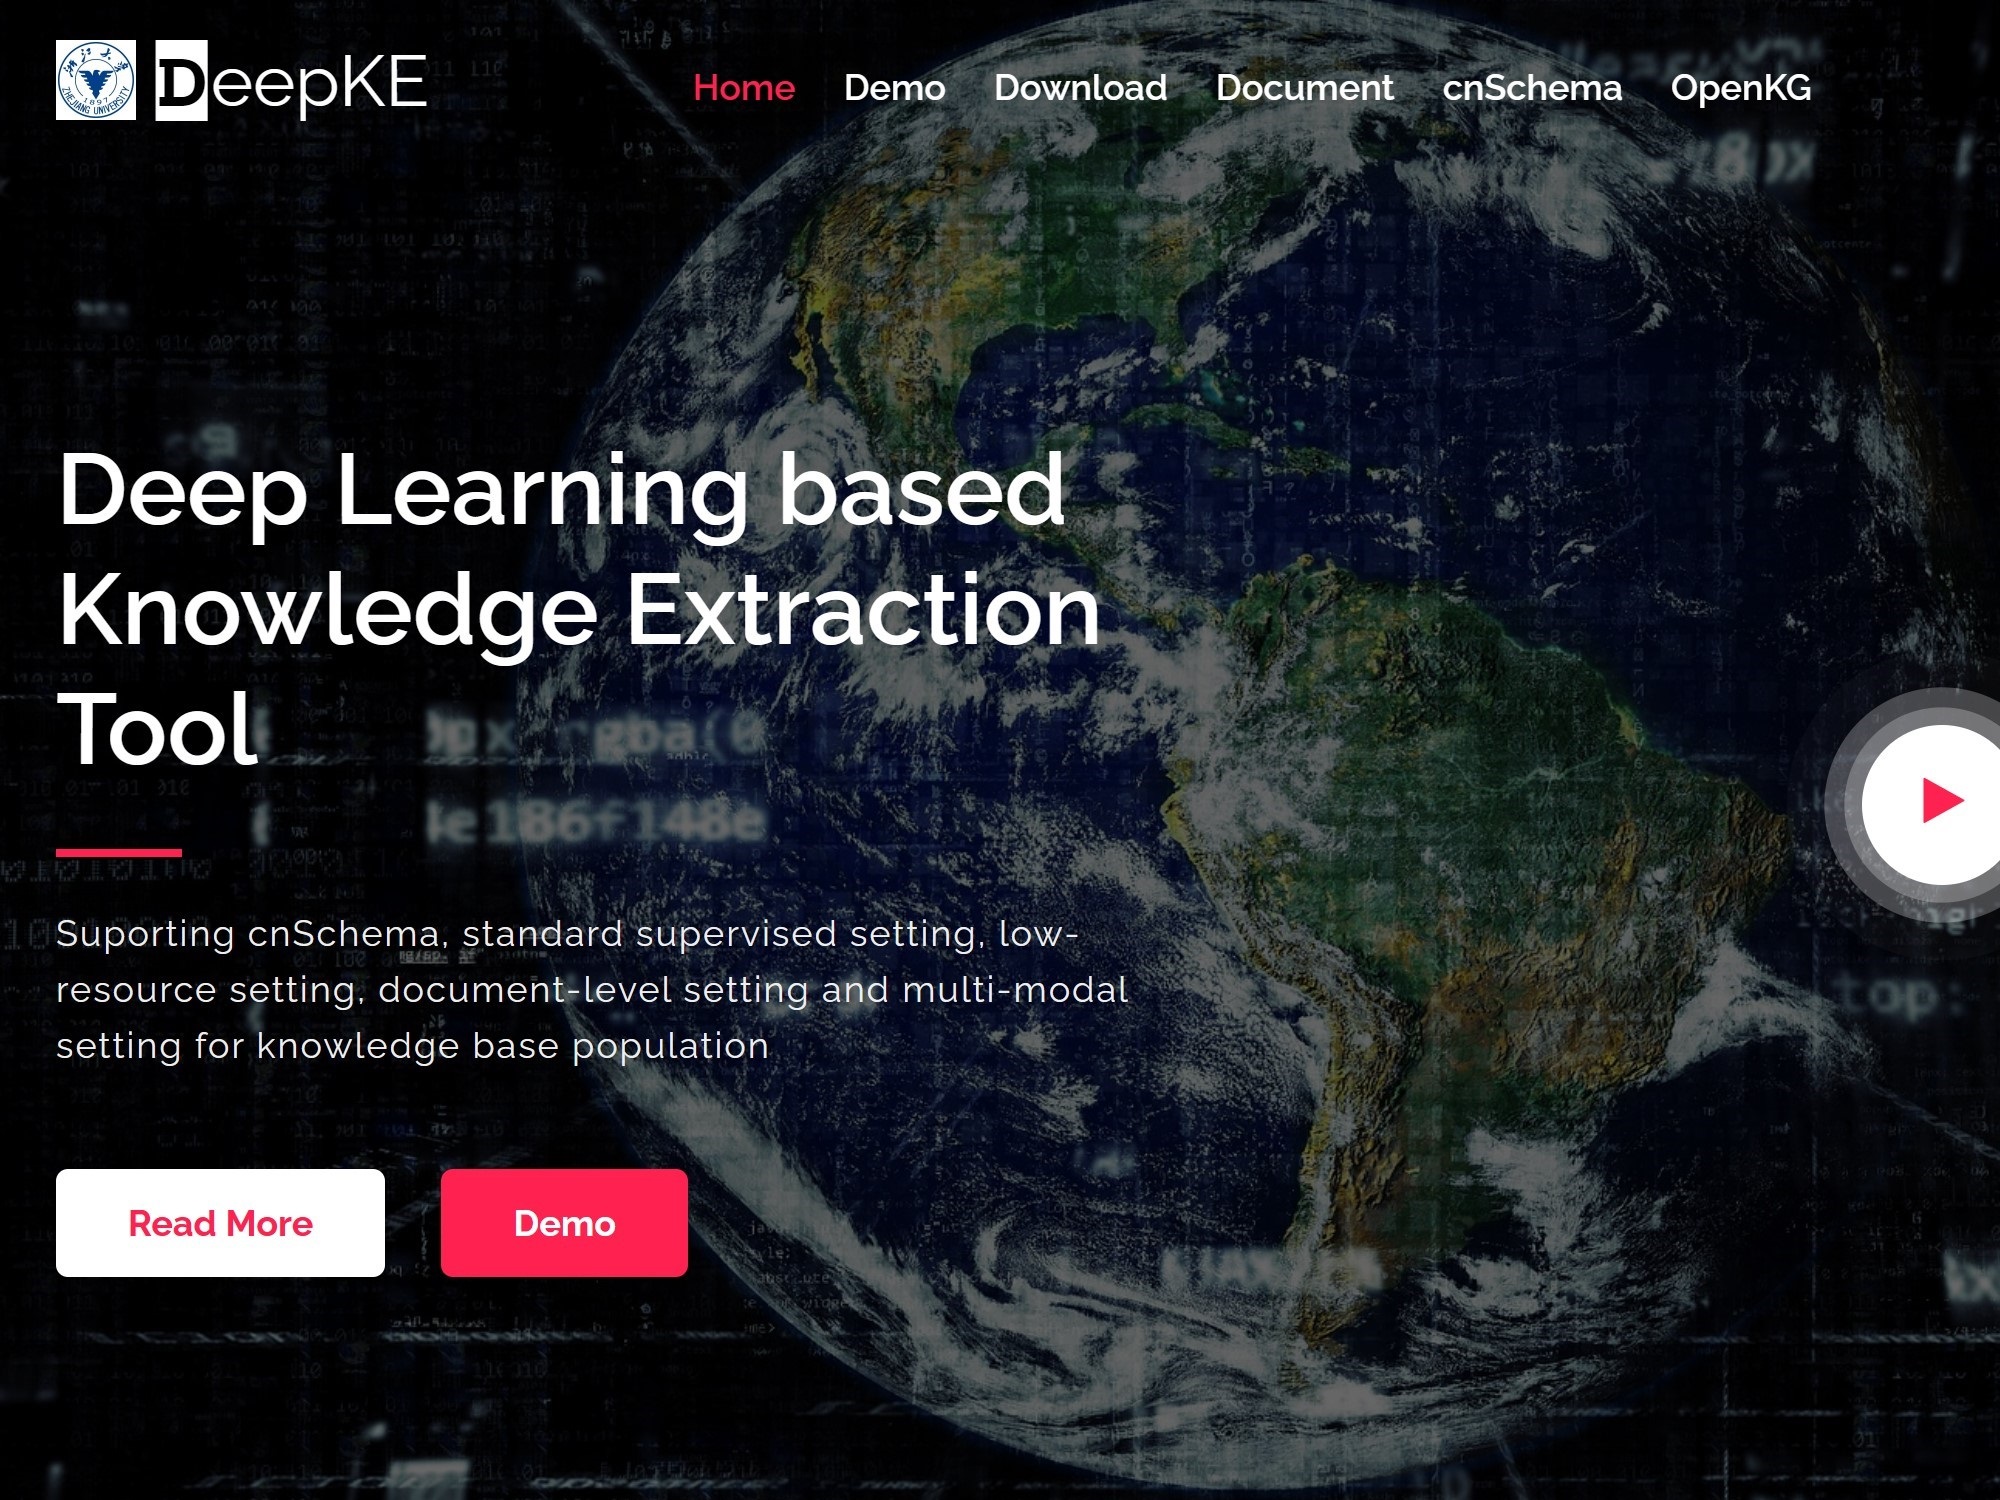 ZHEJIANG UNIVERSITY
1897
DeepKE
Home Demo Download Document cnSchema OpenKG
Deep Learning based
Knowledge Extraction
Tool
Suporting cnSchema, standard supervised setting, low-
resource setting, document-level setting and multi-modal
setting for knowledge base population
Read More Demo